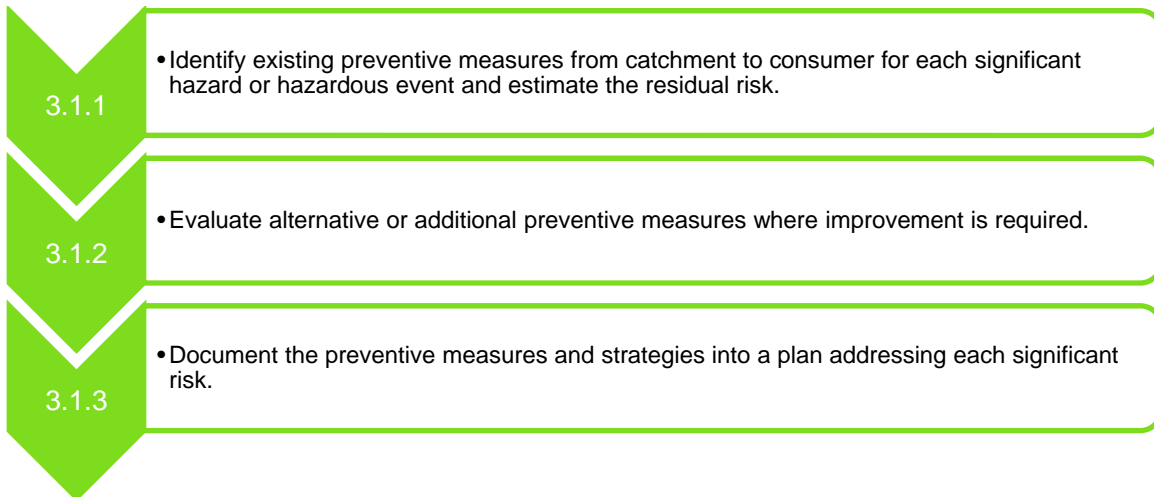 3.1.1
•Identify existing preventive measures from catchment to consumer for each significant
hazard or hazardous event and estimate the residual risk.
3.1.2
•Evaluate alternative or additional preventive measures where improvement is required.
3.1.3
•Document the preventive measures and strategies into a plan addressing each significant
risk.